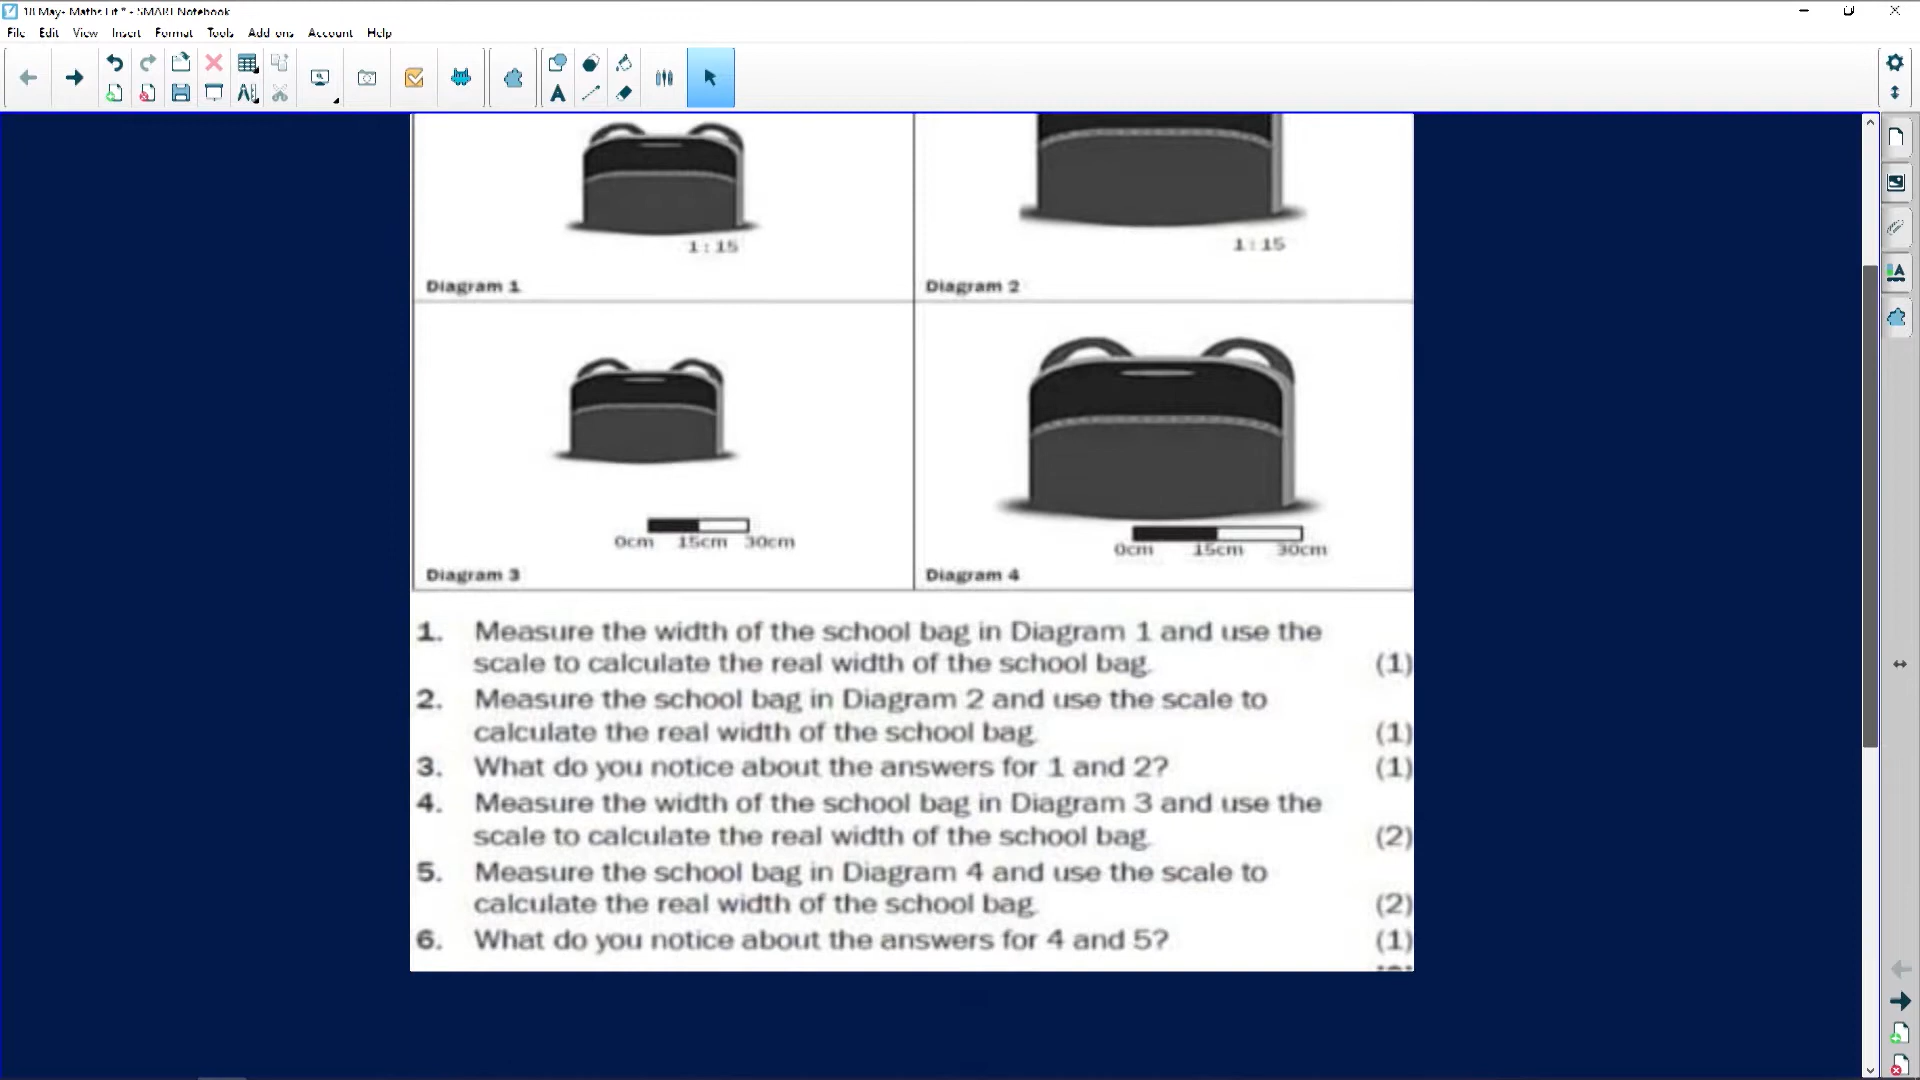 18 May- Maths Lit * - SMART Notebook
File Edit View Insert Format Tools Add-ons Account Help
1 : 15
1 : 15
Diagram 1
Diagram 2
0cm 15cm 30cm
0cm 15cm 30cm
Diagram 3
Diagram 4
1. Measure the width of the school bag in Diagram 1 and use the
scale to calculate the real width of the school bag. (1)
2. Measure the school bag in Diagram 2 and use the scale to
calculate the real width of the school bag. (1)
3. What do you notice about the answers for 1 and 2? (1)
4. Measure the width of the school bag in Diagram 3 and use the
scale to calculate the real width of the school bag. (2)
5. Measure the school bag in Diagram 4 and use the scale to
calculate the real width of the school bag. (2)
6. What do you notice about the answers for 4 and 5? (1)